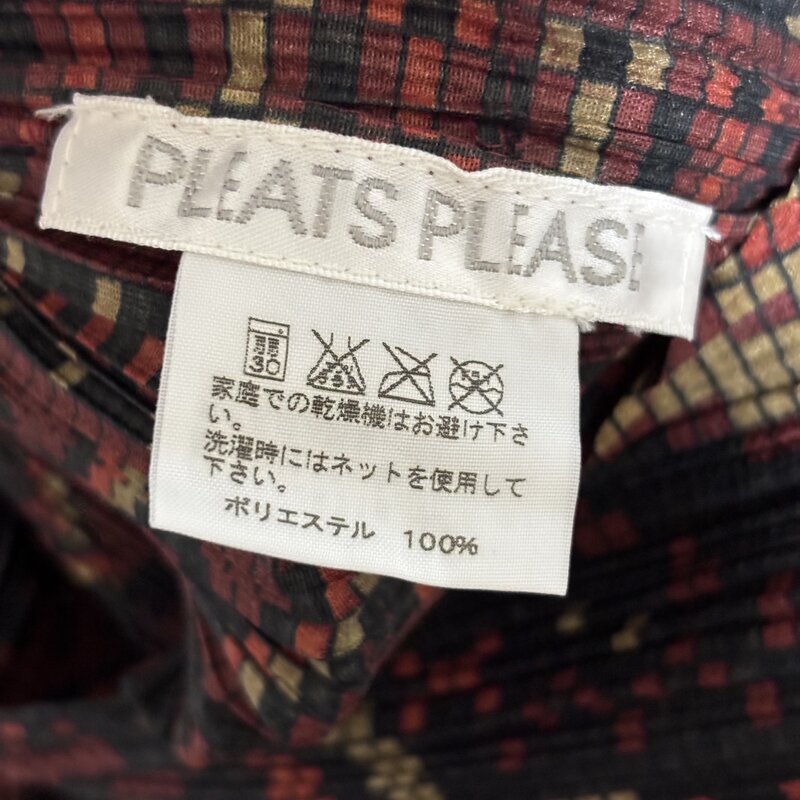 PLEATS PLEASE
弱
30
家庭での乾燥機はお避け下さ
い。
洗濯時にはネットを使用して
下さい。
ポリエステル 100%